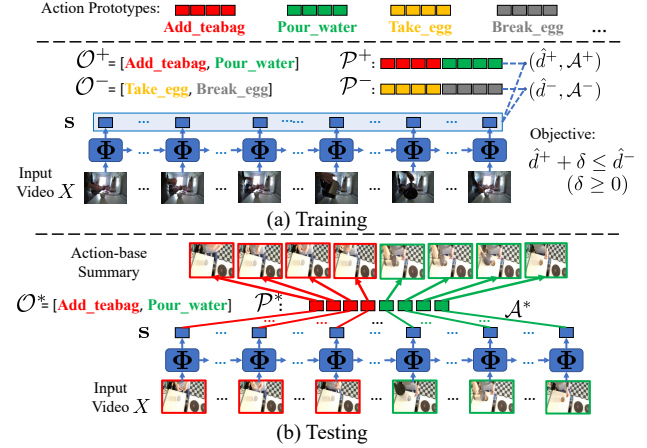 Action Prototypes:
Add_teabag Pour_water Take_egg Break_egg ...
𝒪⁺= [Add_teabag, Pour_water] 𝒫⁺: (d̂⁺, 𝒜⁺)
𝒪⁻= [Take_egg, Break_egg] 𝒫⁻: (d̂⁻, 𝒜⁻)
s ... ... ...... ... ...
Φ ... Φ ... Φ ... Φ ... Φ ... Φ
Input
Video X ... ... ... ... ...
Objective:
d̂⁺ + δ ≤ d̂⁻
(δ ≥ 0)
(a) Training
Action-base
Summary
𝒪*= [Add_teabag, Pour_water] 𝒫*: 𝒜*
... ...
s ... ... ... ... ...
Φ ... Φ ... Φ ... Φ ... Φ ... Φ
Input
Video X ... ... ... ... ...
(b) Testing